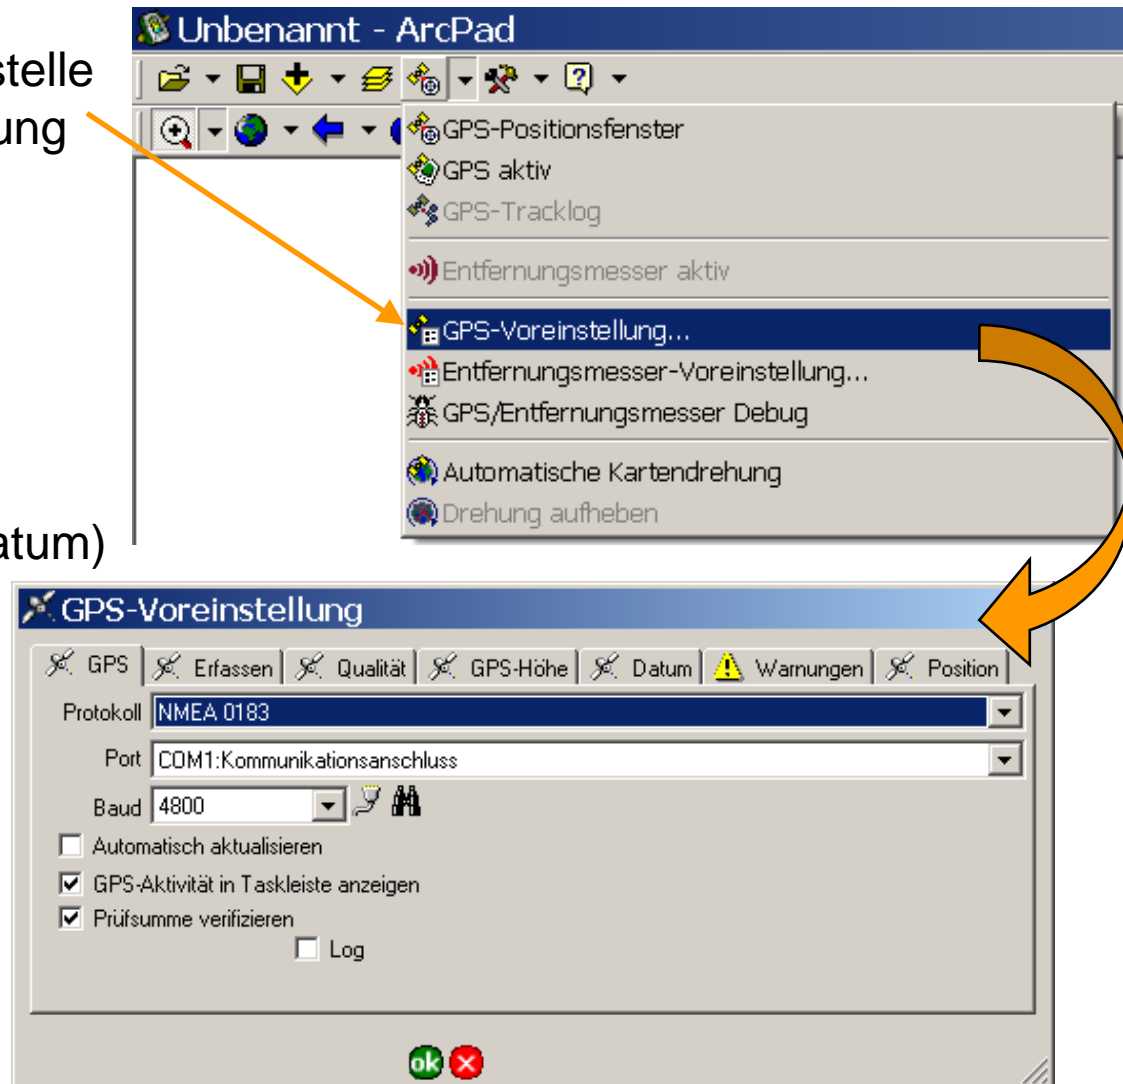 Unbenannt - ArcPad
stelle
ung
GPS-Positionsfenster
GPS aktiv
GPS-Tracklog
Entfernungsmesser aktiv
GPS-Voreinstellung...
Entfernungsmesser-Voreinstellung...
GPS/Entfernungsmesser Debug
Automatische Kartendrehung
Drehung aufheben
atum)
GPS-Voreinstellung
GPS Erfassen Qualität GPS-Höhe Datum Warnungen Position
Protokoll NMEA 0183
Port COM1:Kommunikationsanschluss
Baud 4800
Automatisch aktualisieren
GPS-Aktivität in Taskleiste anzeigen
Prüfsumme verifizieren
Log
ok